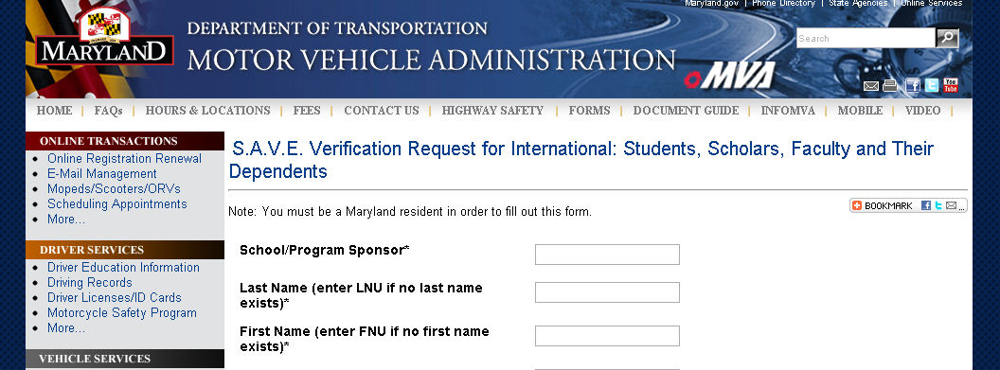 Maryland.gov | Phone Directory | State Agencies | Online Services
MARYLAND
DEPARTMENT OF TRANSPORTATION
MOTOR VEHICLE ADMINISTRATION
MVA
Search
You Tube
HOME | FAQs | HOURS & LOCATIONS | FEES | CONTACT US | HIGHWAY SAFETY | FORMS | DOCUMENT GUIDE | INFOMVA | MOBILE | VIDEO |
ONLINE TRANSACTIONS
Online Registration Renewal
E-Mail Management
Mopeds/Scooters/ORVs
Scheduling Appointments
More...
DRIVER SERVICES
Driver Education Information
Driving Records
Driver Licenses/ID Cards
Motorcycle Safety Program
More...
VEHICLE SERVICES
S.A.V.E. Verification Request for International: Students, Scholars, Faculty and Their
Dependents
BOOKMARK
Note: You must be a Maryland resident in order to fill out this form.
School/Program Sponsor*
Last Name (enter LNU if no last name
exists)*
First Name (enter FNU if no first name
exists)*